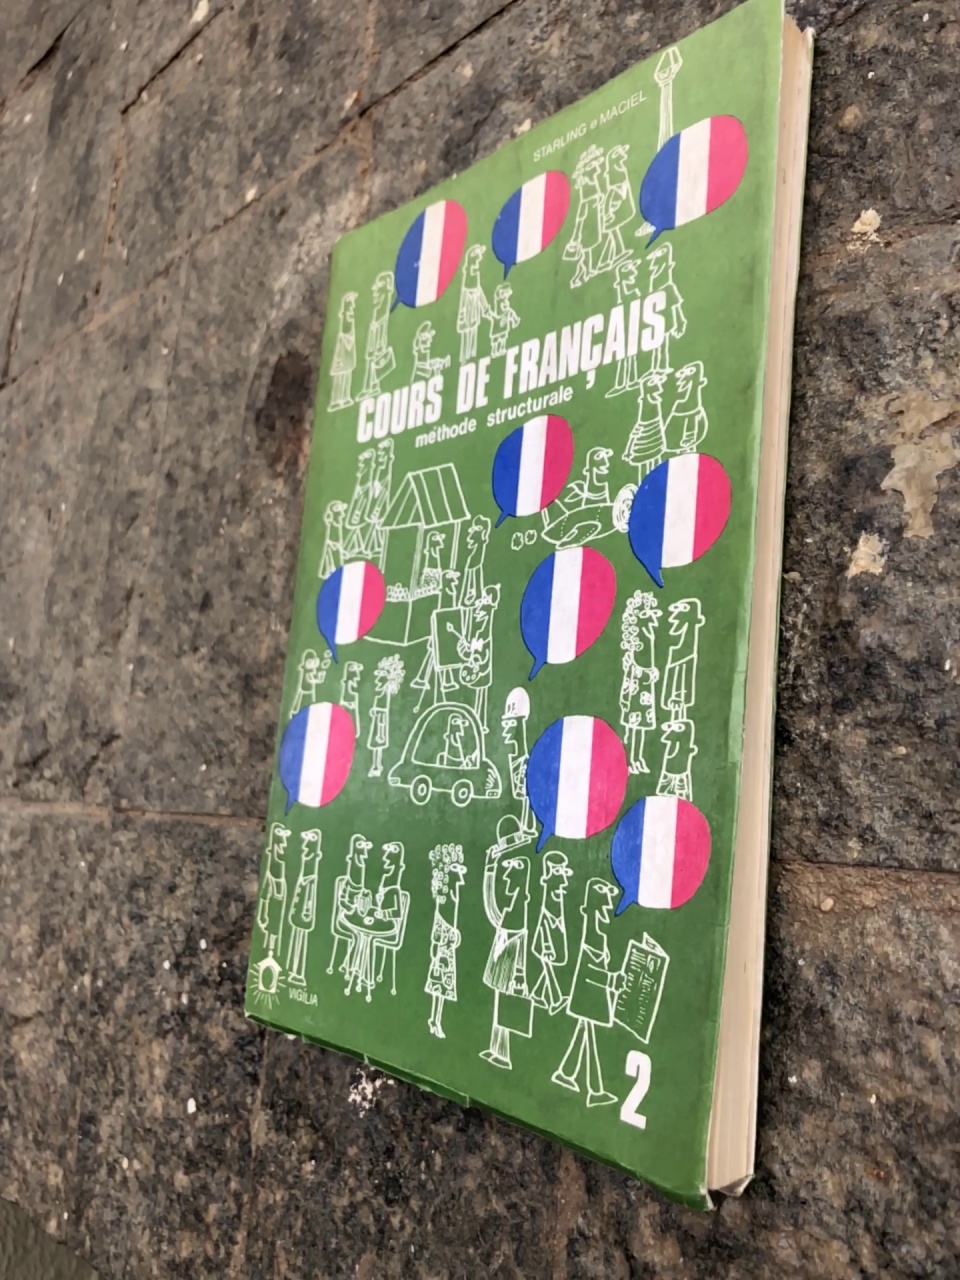 STARLING e MACIEL
COURS DE FRANÇAIS
méthode structurale
VIGÍLIA
2